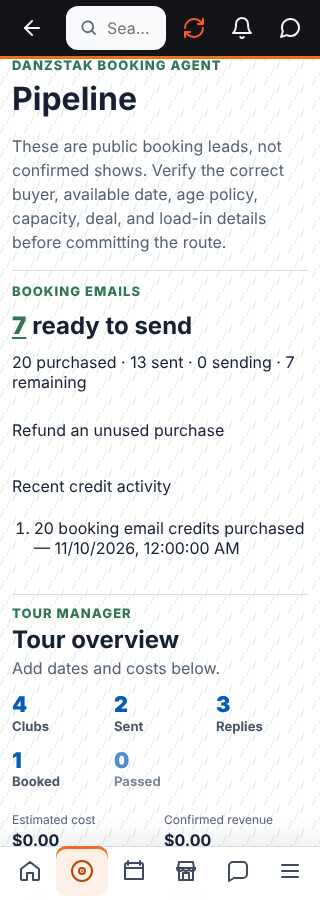 Sea...
DANZSTAK BOOKING AGENT
Pipeline
These are public booking leads, not
confirmed shows. Verify the correct
buyer, available date, age policy,
capacity, deal, and load-in details
before committing the route.
BOOKING EMAILS
7 ready to send
20 purchased · 13 sent · 0 sending · 7
remaining
Refund an unused purchase
Recent credit activity
1. 20 booking email credits purchased
— 11/10/2026, 12:00:00 AM
TOUR MANAGER
Tour overview
Add dates and costs below.
4 2 3
Clubs Sent Replies
1 0
Booked Passed
Estimated cost Confirmed revenue
$0.00 $0.00